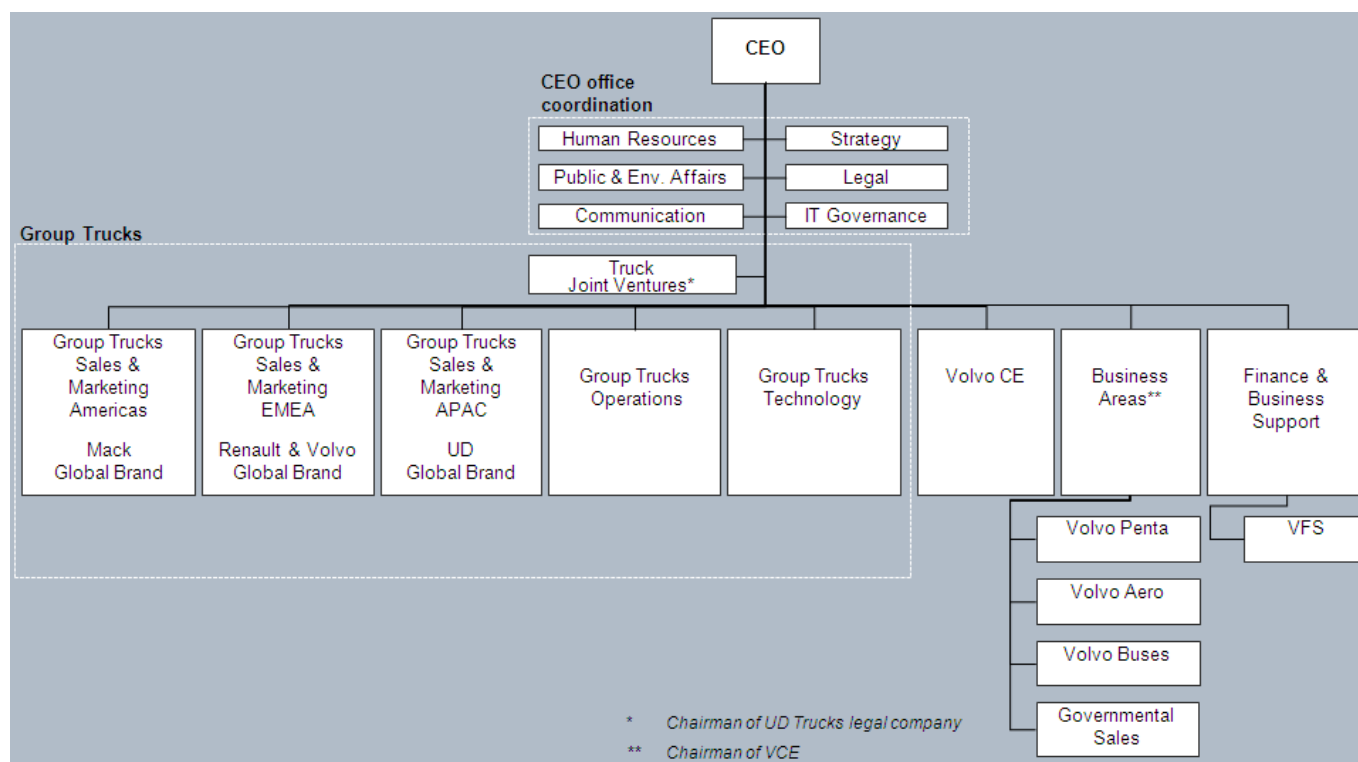 CEO
CEO office
coordination
Human Resources
Strategy
Public & Env. Affairs
Legal
Communication
IT Governance
Group Trucks
Truck
Joint Ventures*
Group Trucks
Sales &
Marketing
Americas
Mack
Global Brand
Group Trucks
Sales &
Marketing
EMEA
Renault & Volvo
Global Brand
Group Trucks
Sales &
Marketing
APAC
UD
Global Brand
Group Trucks
Operations
Group Trucks
Technology
Volvo CE
Business
Areas**
Finance &
Business
Support
Volvo Penta
VFS
Volvo Aero
Volvo Buses
Governmental
Sales
* Chairman of UD Trucks legal company
** Chairman of VCE